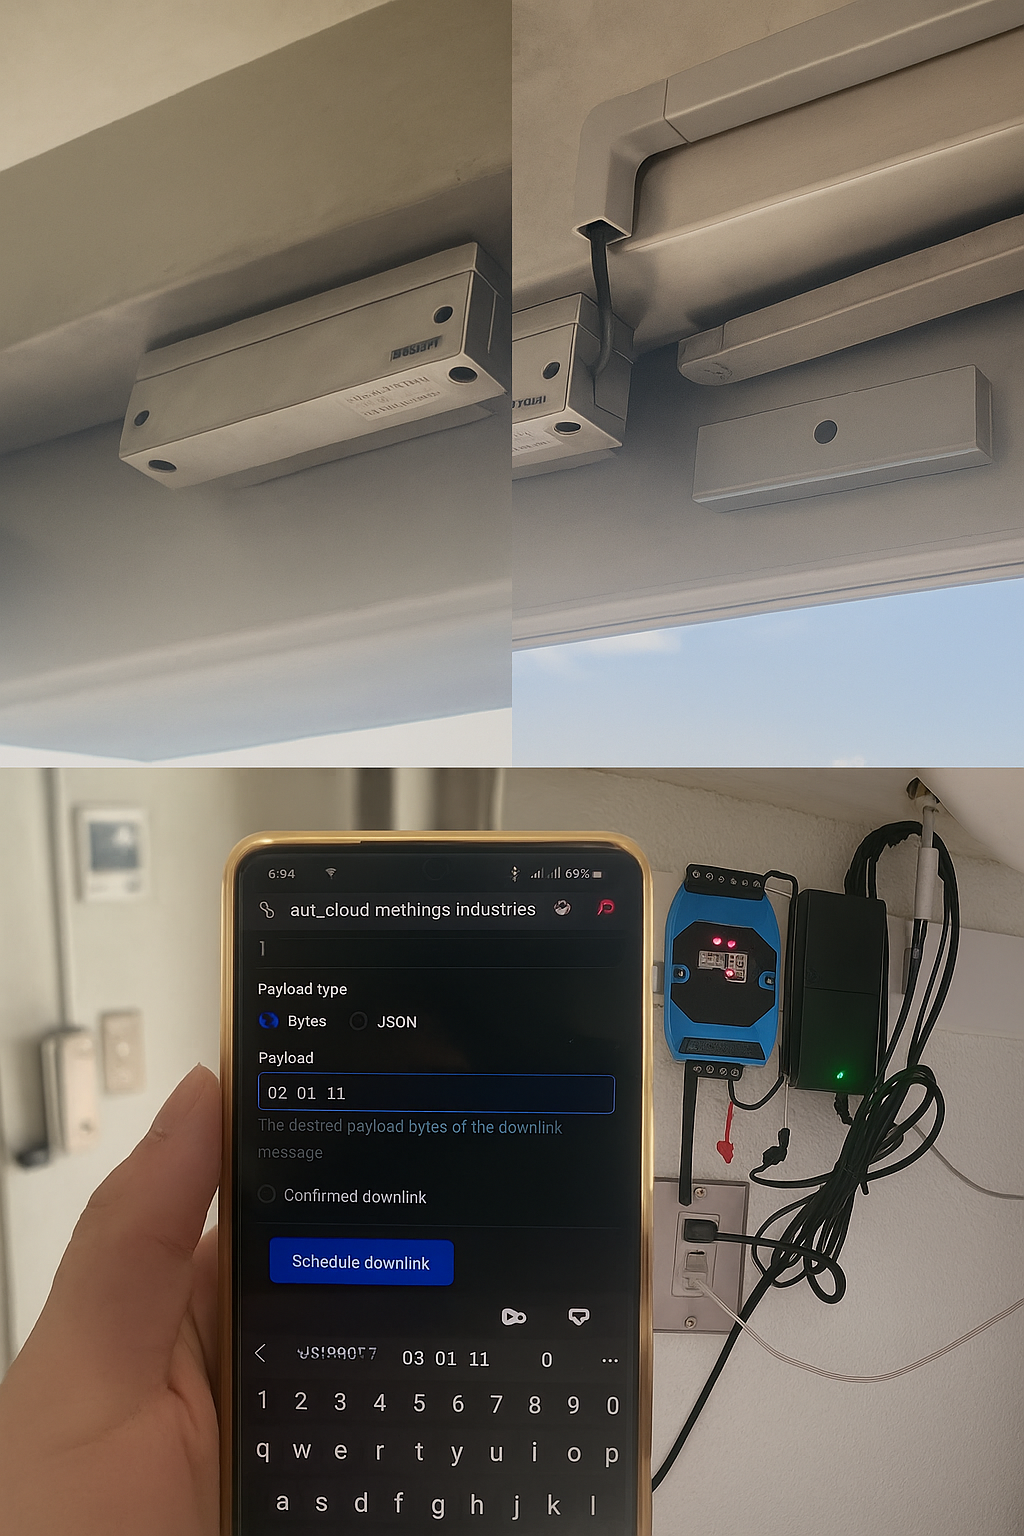 6:94
69%
aut_cloud methings industries
1
Payload type
Bytes
JSON
Payload
02 01 11
The destred payload bytes of the downlink
message
Confirmed downlink
Schedule downlink
03 01 11
0
...
1 2 3 4 5 6 7 8 9 0
q w e r t y u i o p
a s d f g h j k l